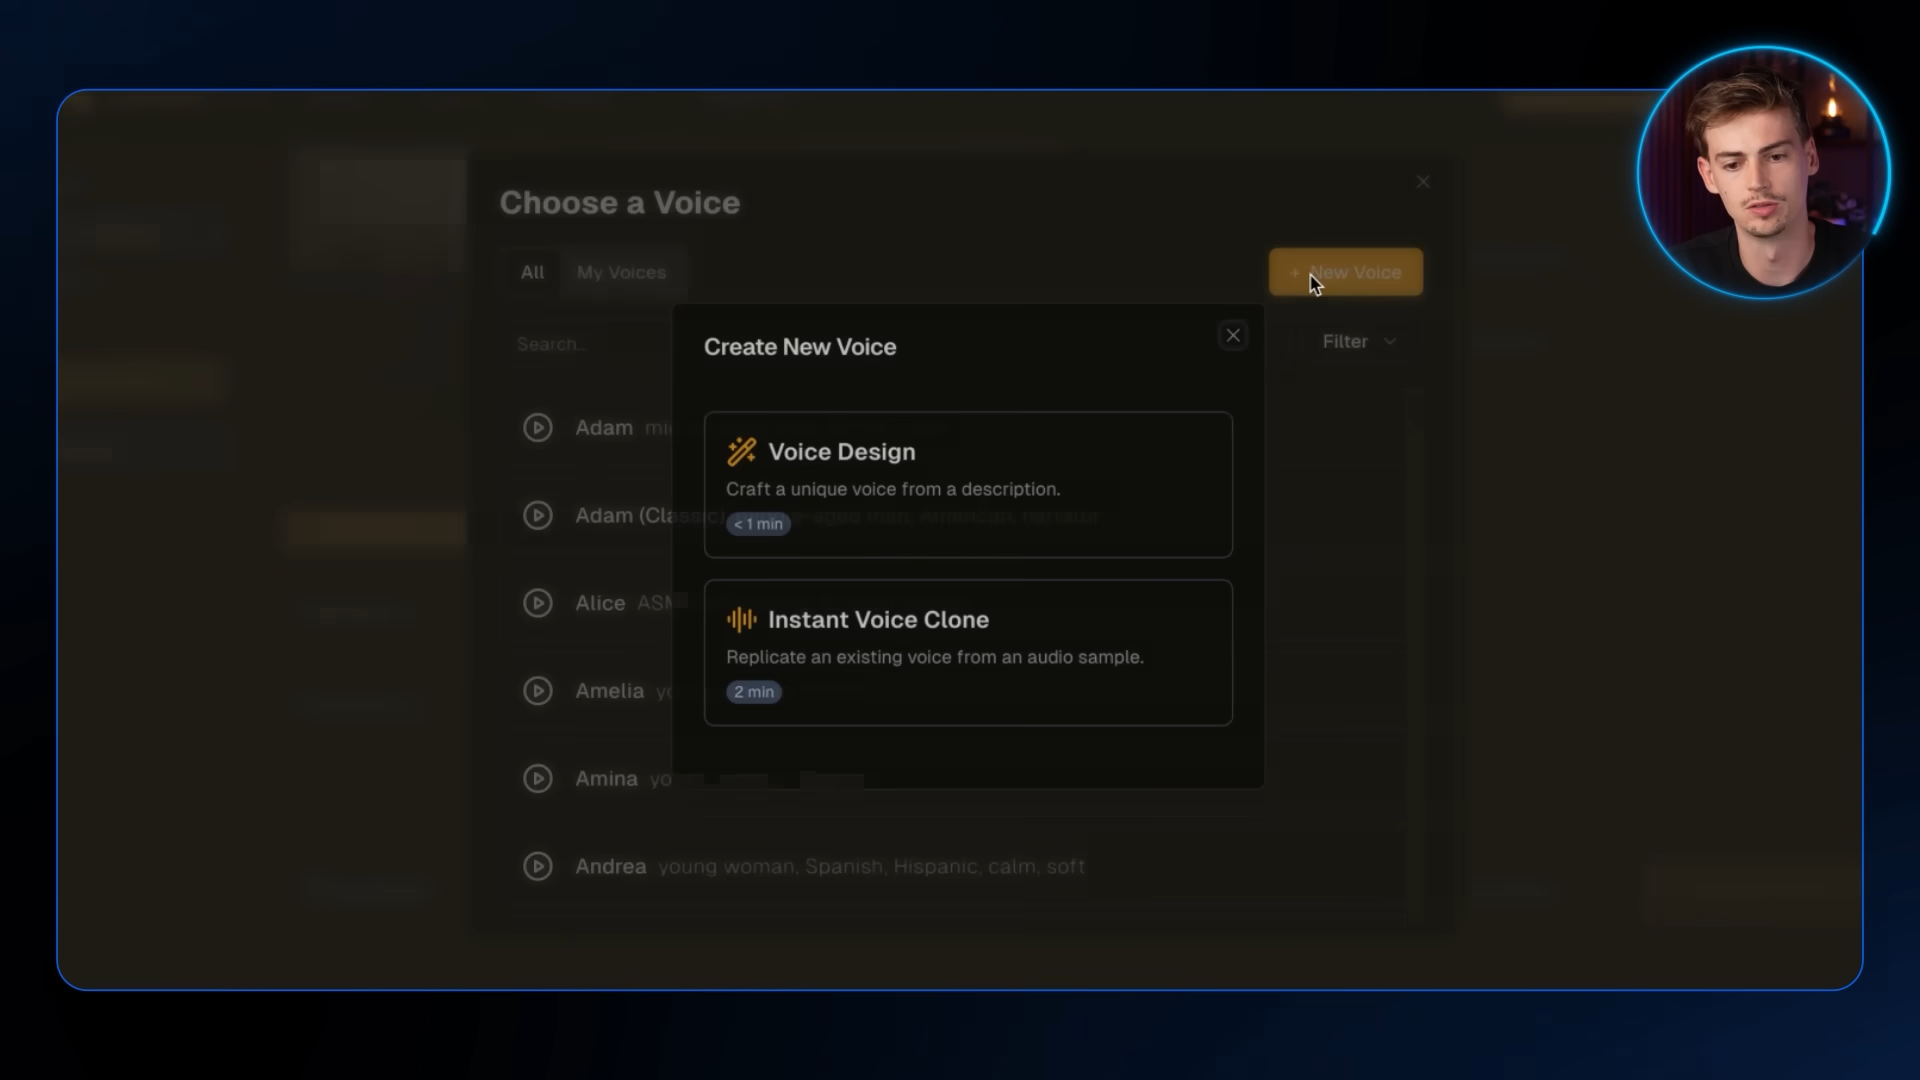 Choose a Voice
All My Voices + New Voice
Search...
Filter
Create New Voice
Voice Design
Craft a unique voice from a description.
< 1 min
Instant Voice Clone
Replicate an existing voice from an audio sample.
2 min
Adam
Adam (Classic)
Alice
Amelia
Amina
Andrea young woman, Spanish, Hispanic, calm, soft